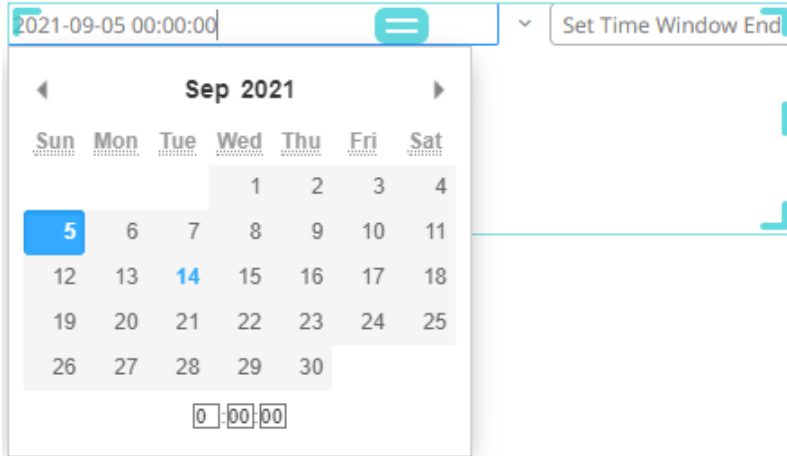 2021-09-05 00:00:00 Set Time Window End
Sep 2021
Sun Mon Tue Wed Thu Fri Sat
1 2 3 4
5 6 7 8 9 10 11
12 13 14 15 16 17 18
19 20 21 22 23 24 25
26 27 28 29 30
0 :00:00